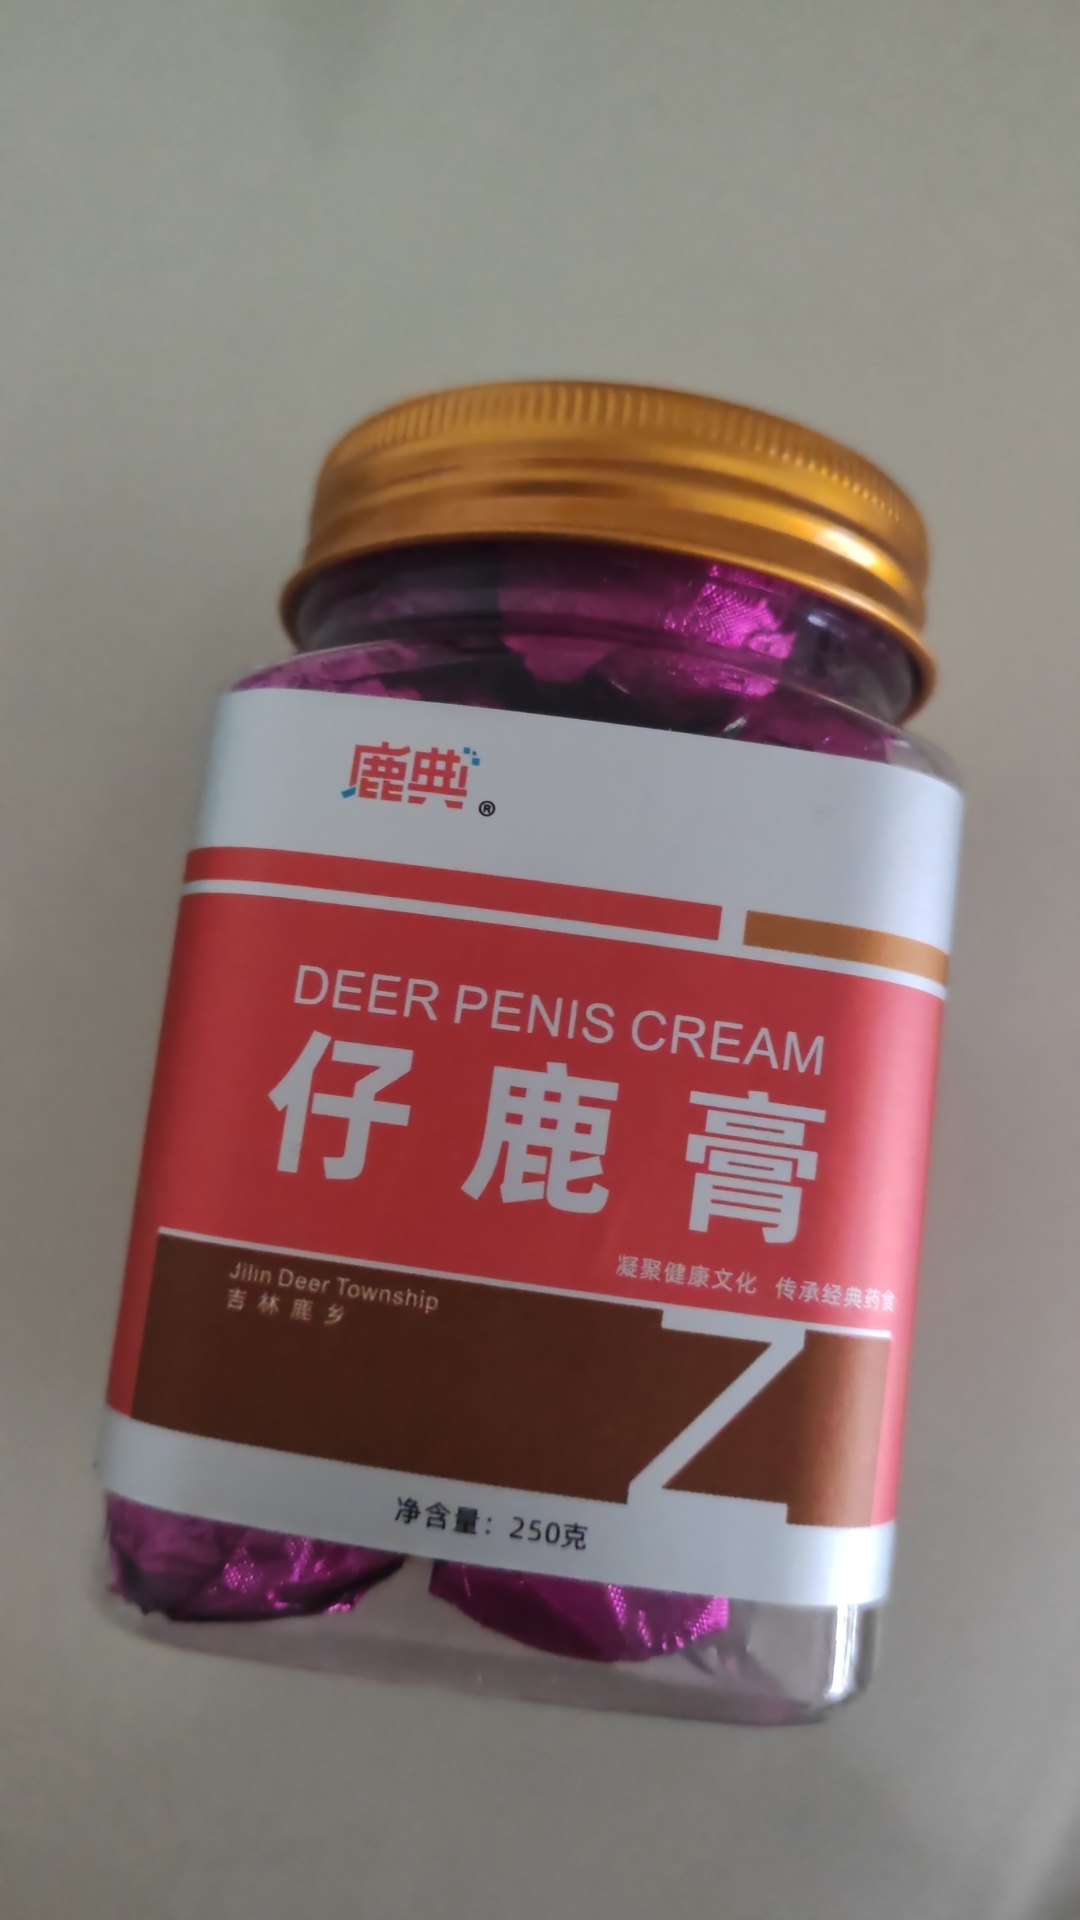 鹿典®
DEER PENIS CREAM
仔鹿膏
凝聚健康文化 传承经典药食
Jilin Deer Township
吉林鹿乡
Z
净含量：250克